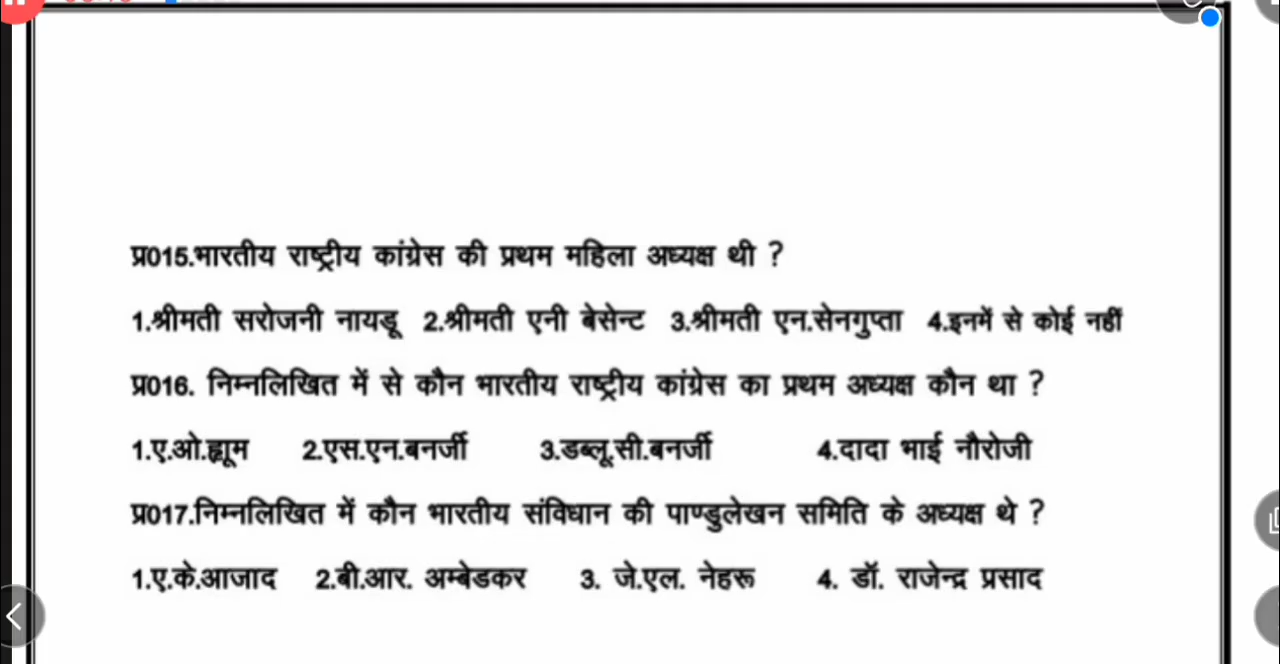 प्र015.भारतीय राष्ट्रीय कांग्रेस की प्रथम महिला अध्यक्ष थी ?
1.श्रीमती सरोजनी नायडू 2.श्रीमती एनी बेसेन्ट 3.श्रीमती एन.सेनगुप्ता 4.इनमें से कोई नहीं
प्र016. निम्नलिखित में से कौन भारतीय राष्ट्रीय कांग्रेस का प्रथम अध्यक्ष कौन था ?
1.ए.ओ.ह्यूम 2.एस.एन.बनर्जी 3.डब्लू.सी.बनर्जी 4.दादा भाई नौरोजी
प्र017.निम्नलिखित में कौन भारतीय संविधान की पाण्डुलेखन समिति के अध्यक्ष थे ?
1.ए.के.आजाद 2.बी.आर. अम्बेडकर 3. जे.एल. नेहरू 4. डॉ. राजेन्द्र प्रसाद